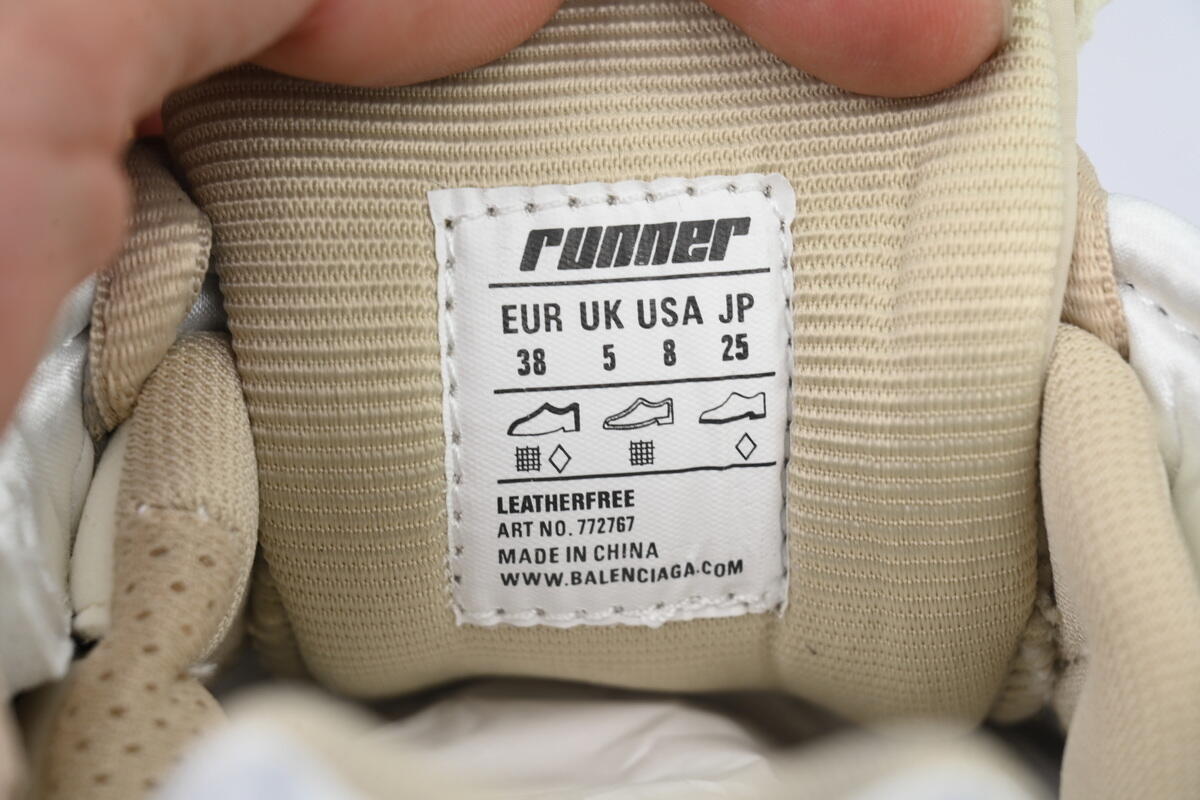 runner
EUR UK USA JP
38 5 8 25
LEATHERFREE
ART NO. 772767
MADE IN CHINA
WWW.BALENCIAGA.COM